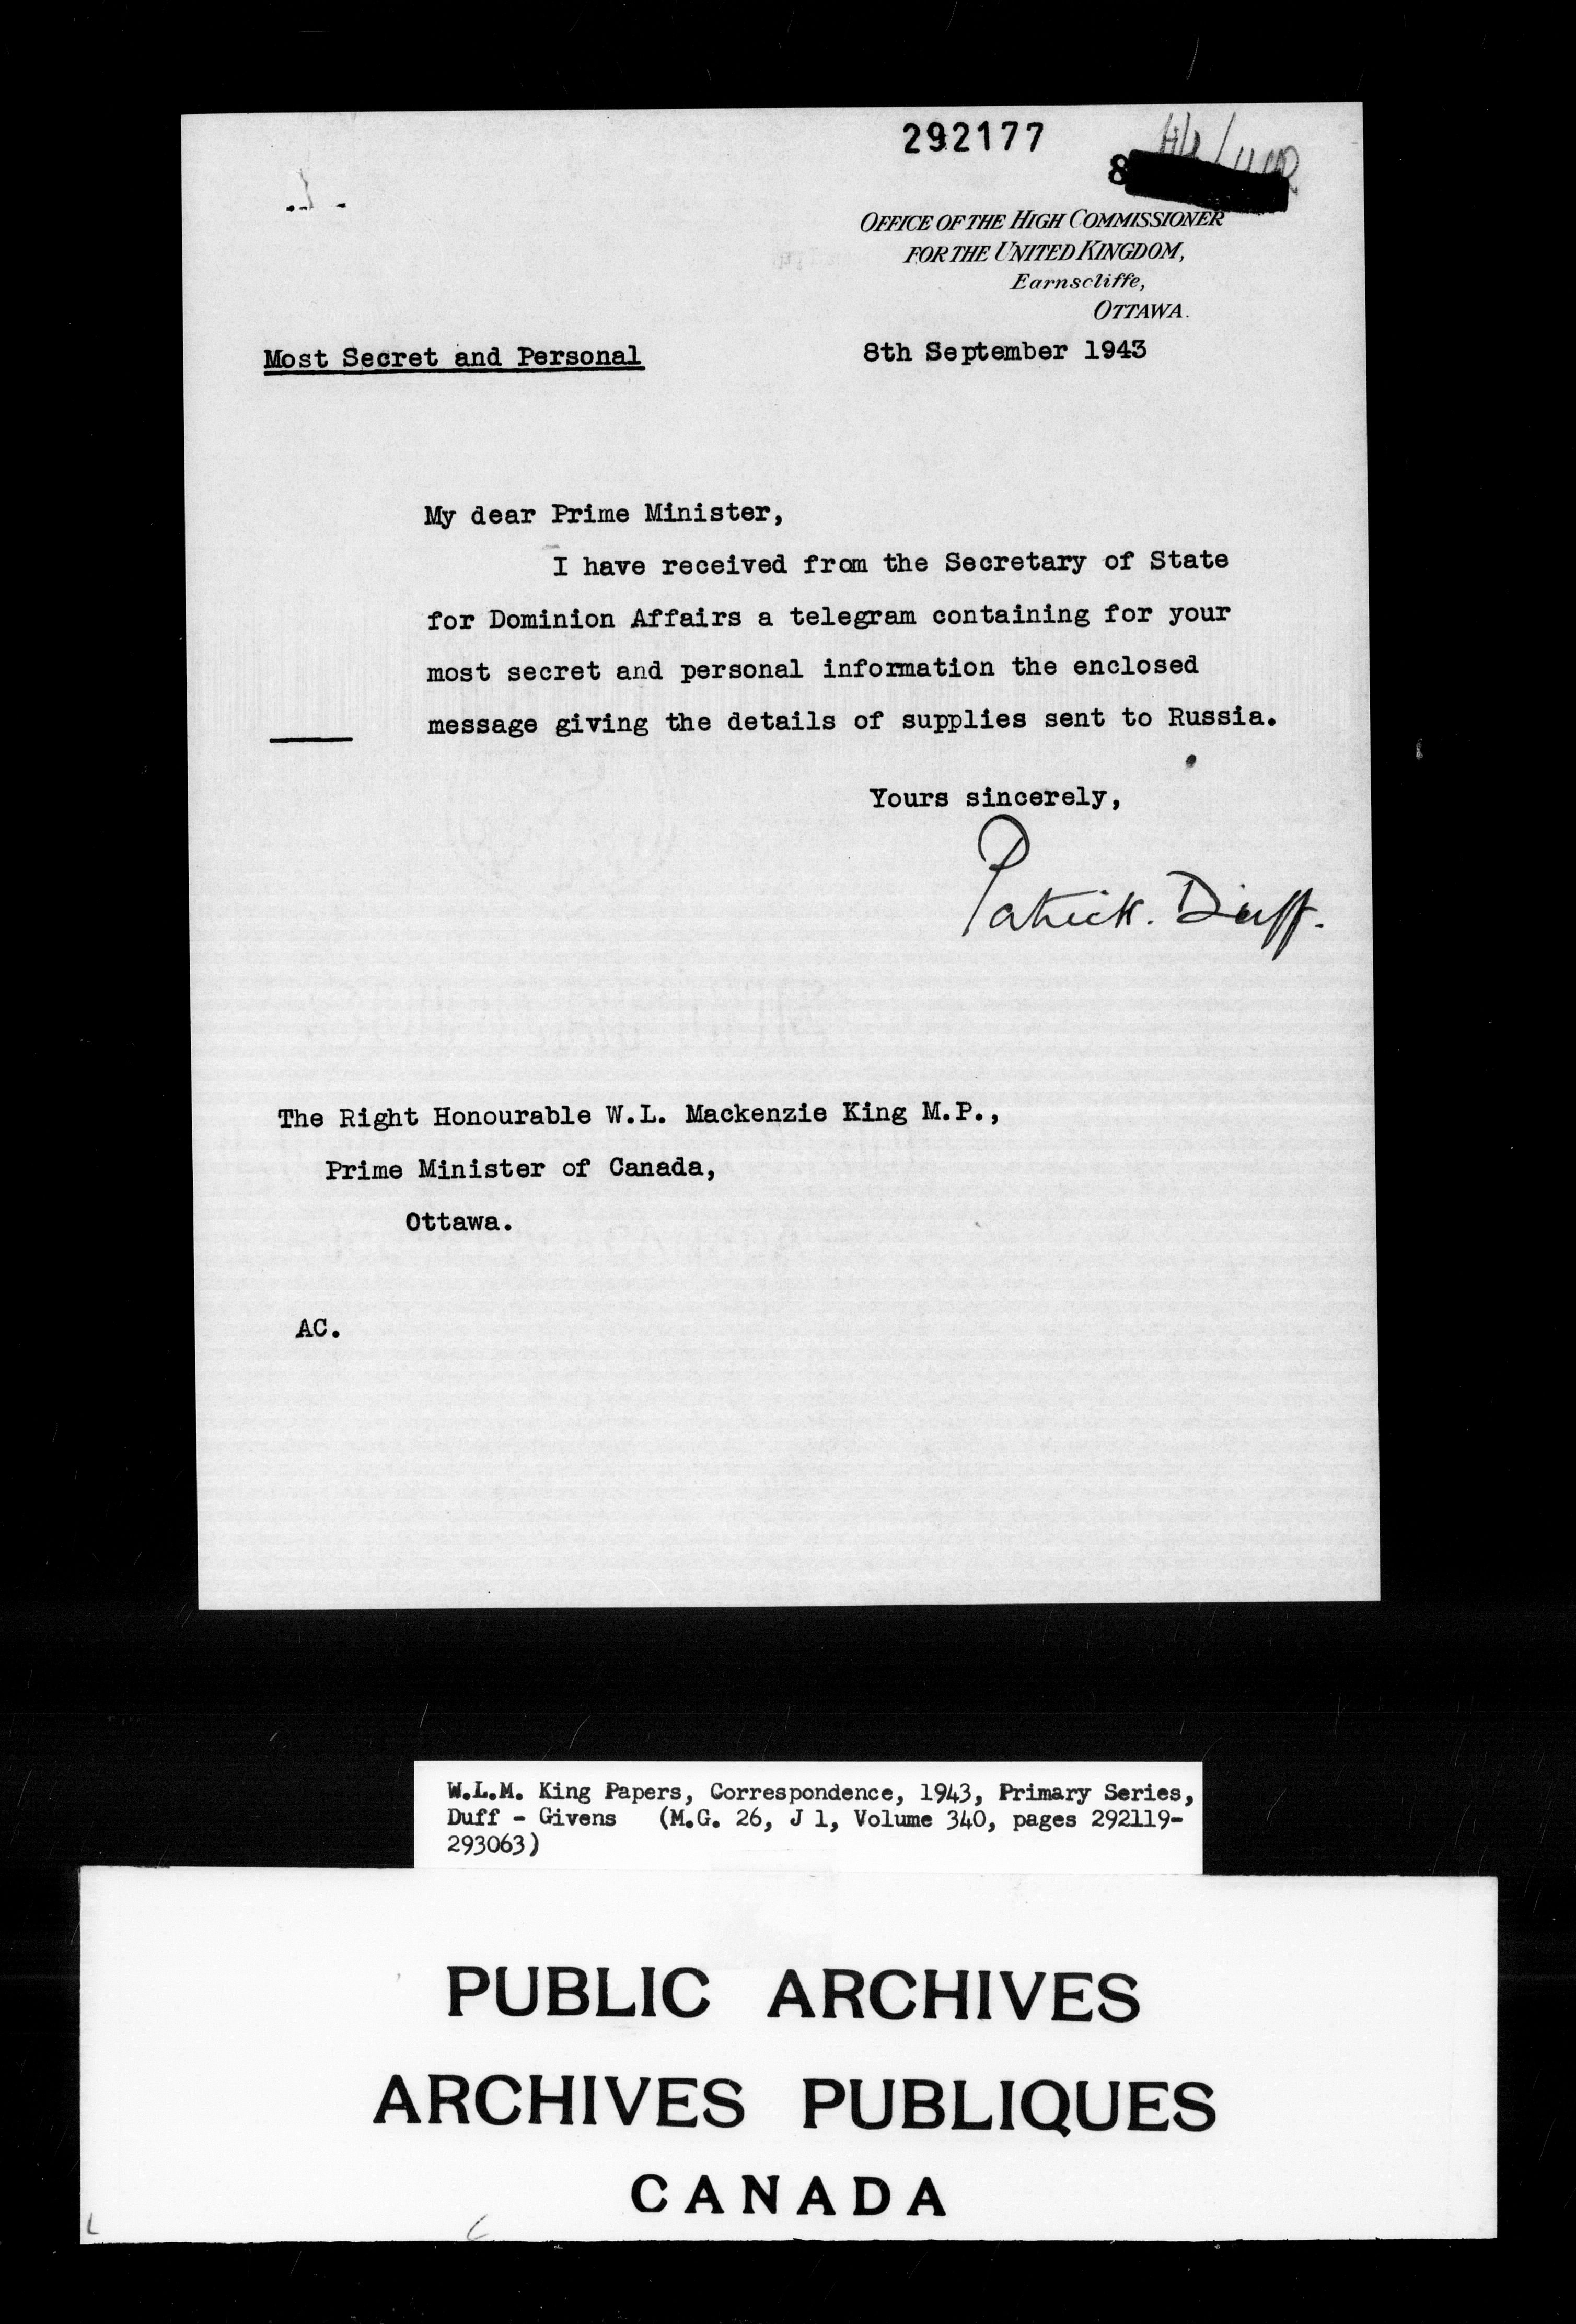 292177
8
OFFICE OF THE HIGH COMMISSIONER
FOR THE UNITED KINGDOM,
Earnscliffe,
OTTAWA.
Most Secret and Personal
8th September 1943
My dear Prime Minister,
I have received from the Secretary of State
for Dominion Affairs a telegram containing for your
most secret and personal information the enclosed
message giving the details of supplies sent to Russia.
Yours sincerely,
Patrick. Duff.
The Right Honourable W.L. Mackenzie King M.P.,
Prime Minister of Canada,
Ottawa.
AC.
W.L.M. King Papers, Correspondence, 1943, Primary Series,
Duff - Givens (M.G. 26, J 1, Volume 340, pages 292119-
293063)
PUBLIC ARCHIVES
ARCHIVES PUBLIQUES
CANADA